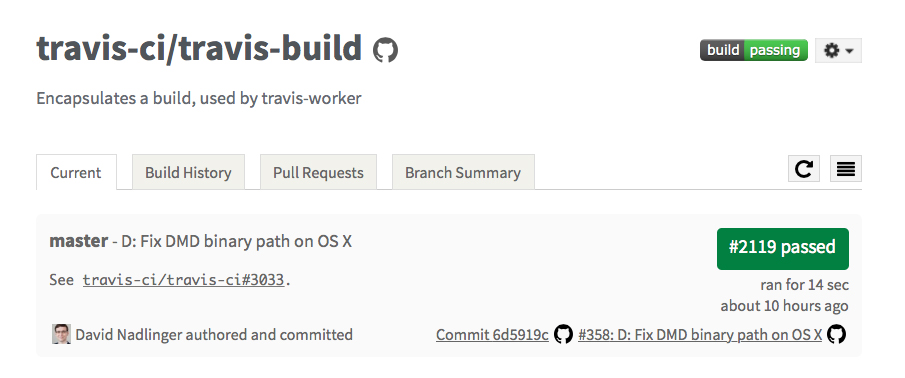 travis-ci/travis-build
build passing
Encapsulates a build, used by travis-worker
Current Build History Pull Requests Branch Summary
master - D: Fix DMD binary path on OS X
#2119 passed
See travis-ci/travis-ci#3033.
ran for 14 sec
about 10 hours ago
David Nadlinger authored and committed
Commit 6d5919c #358: D: Fix DMD binary path on OS X